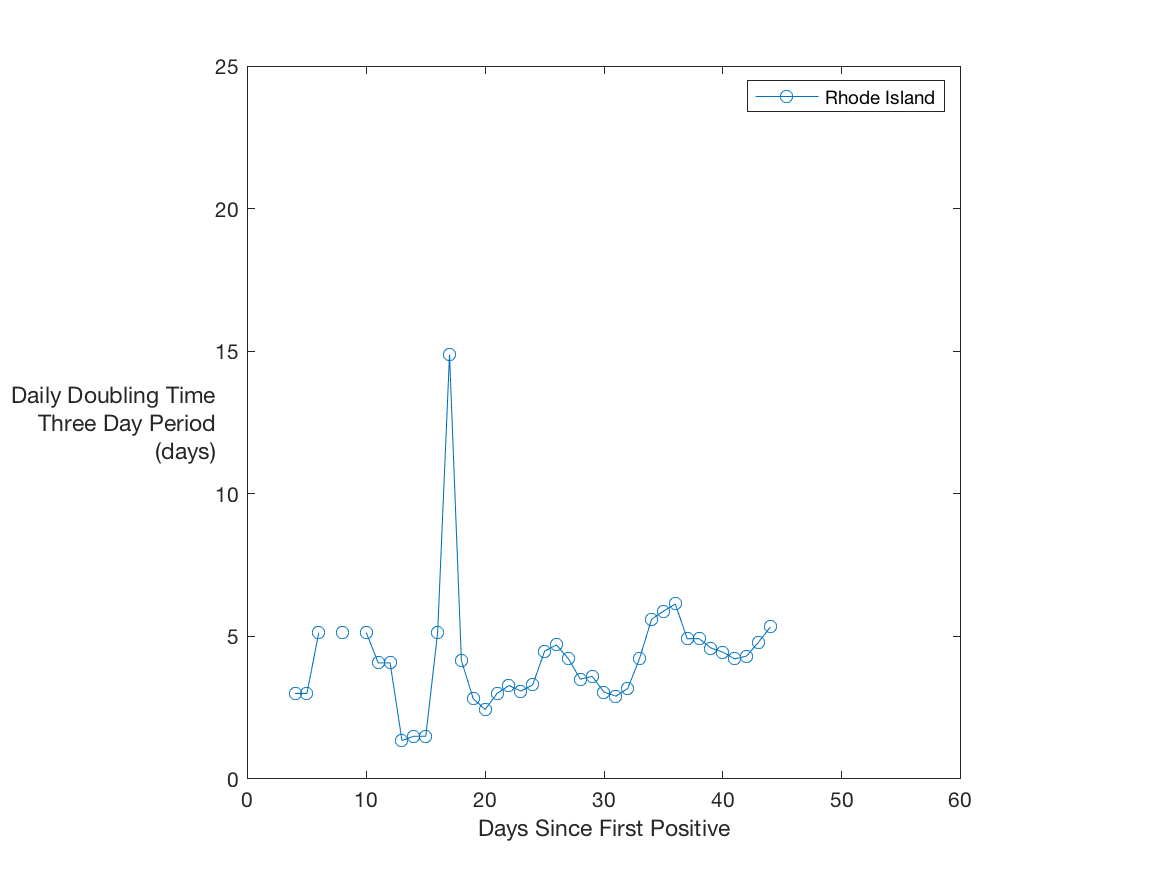 25
20
15
10
5
0
Daily Doubling Time
Three Day Period
(days)
Rhode Island
0 10 20 30 40 50 60
Days Since First Positive